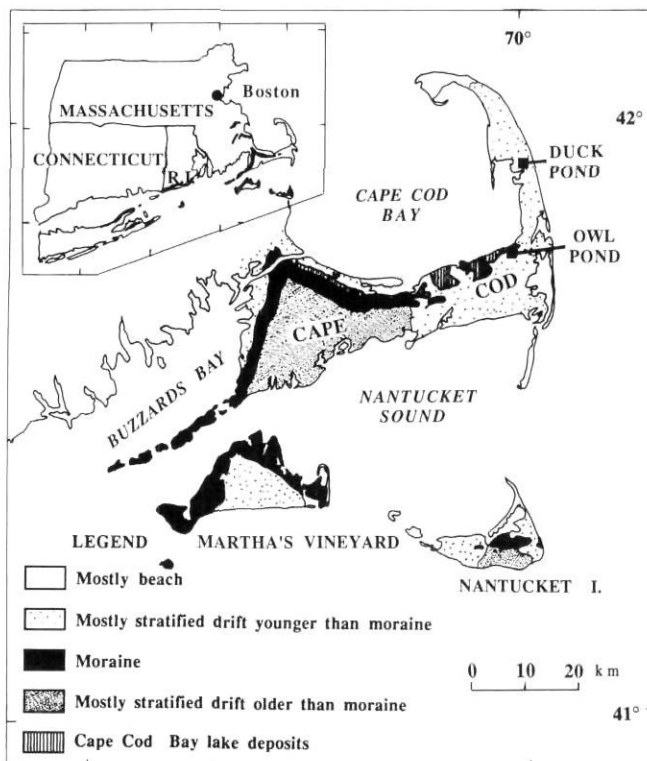 70°
42°
Boston
MASSACHUSETTS
CONNECTICUT
R.I.
DUCK
POND
CAPE COD
BAY
OWL
POND
COD
CAPE
BUZZARDS BAY
NANTUCKET
SOUND
LEGEND
MARTHA'S VINEYARD
NANTUCKET I.
Mostly beach
Mostly stratified drift younger than moraine
Moraine
Mostly stratified drift older than moraine
Cape Cod Bay lake deposits
0 10 20 km
41°